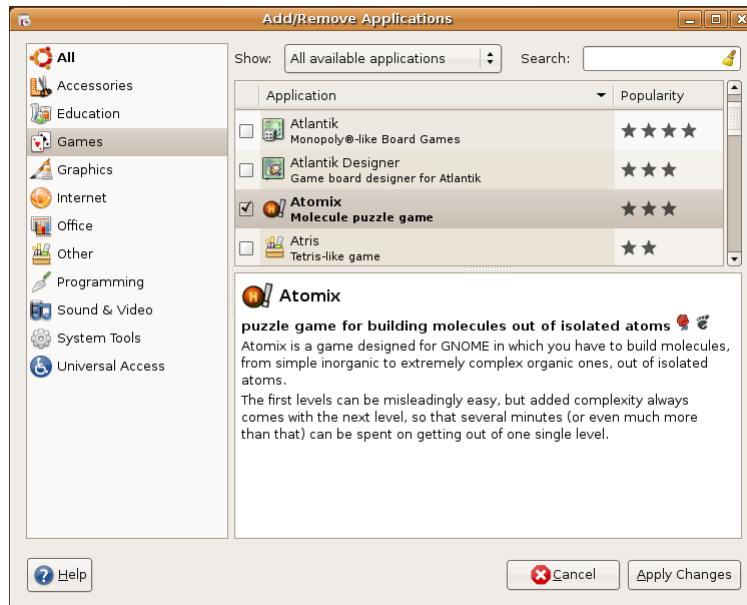 Add/Remove Applications
All
Accessories
Education
Games
Graphics
Internet
Office
Other
Programming
Sound & Video
System Tools
Universal Access
Show: All available applications Search:
Application Popularity
Atlantik
Monopoly®-like Board Games
Atlantik Designer
Game board designer for Atlantik
Atomix
Molecule puzzle game
Atris
Tetris-like game
Atomix
puzzle game for building molecules out of isolated atoms
Atomix is a game designed for GNOME in which you have to build molecules,
from simple inorganic to extremely complex organic ones, out of isolated
atoms.
The first levels can be misleadingly easy, but added complexity always
comes with the next level, so that several minutes (or even much more
than that) can be spent on getting out of one single level.
Help Cancel Apply Changes